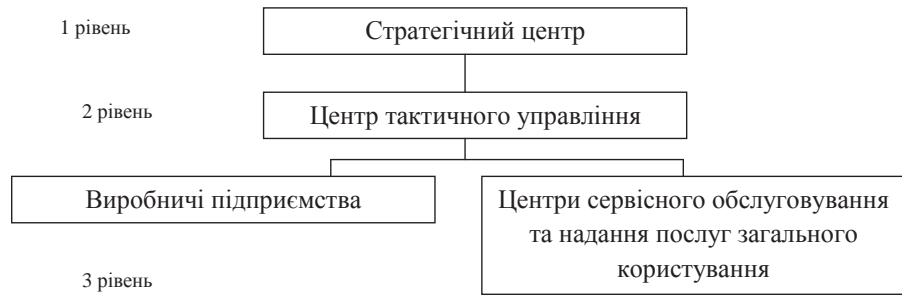 1 рівень
Стратегічний центр
2 рівень
Центр тактичного управління
Виробничі підприємства
Центри сервісного обслуговування
та надання послуг загального
користування
3 рівень